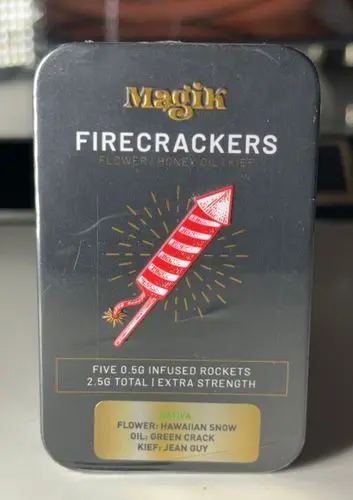 Magik
FIRECRACKERS
FLOWER / HONEY OIL / KIEF
FIVE 0.5G INFUSED ROCKETS
2.5G TOTAL | EXTRA STRENGTH
SATIVA
FLOWER: HAWAIIAN SNOW
OIL: GREEN CRACK
KIEF: JEAN GUY